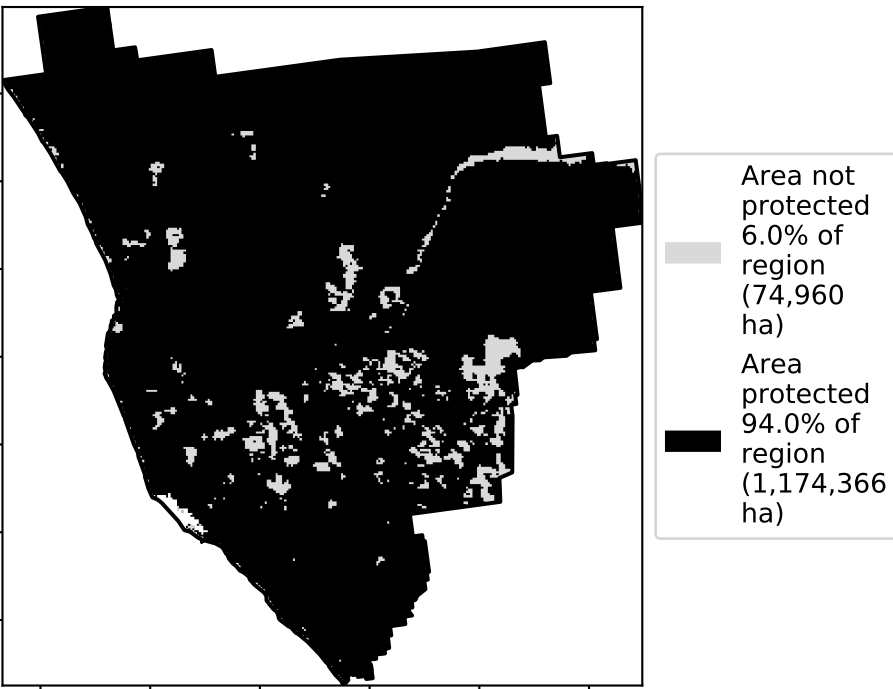 Area not
protected
6.0% of
region
(74,960
ha)
Area
protected
94.0% of
region
(1,174,366
ha)